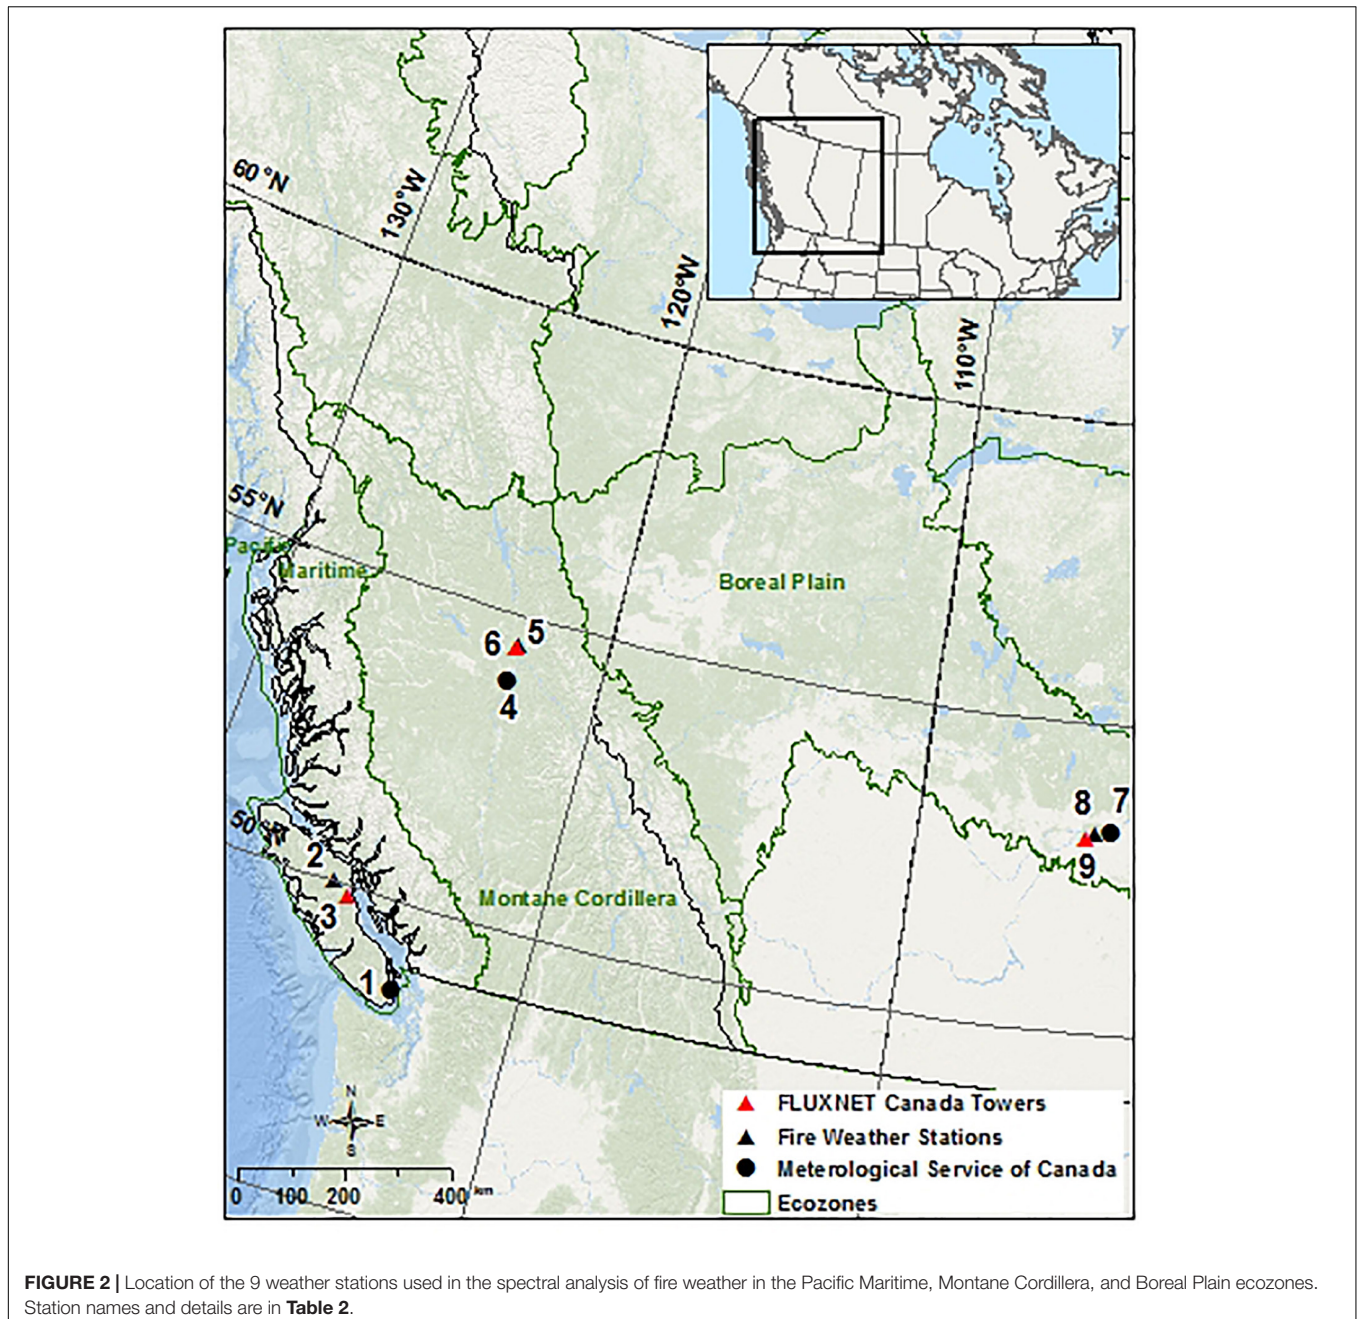 60 °N
130°W
120°W
110°W
55°N
Pacific
Maritime
Boreal Plain
6
5
4
50
8
7
2
9
Montane Cordillera
3
1
N
W
E
S
0
100
200
400 km
FLUXNET Canada Towers
Fire Weather Stations
Meterological Service of Canada
Ecozones
FIGURE 2 | Location of the 9 weather stations used in the spectral analysis of fire weather in the Pacific Maritime, Montane Cordillera, and Boreal Plain ecozones.
Station names and details are in Table 2.